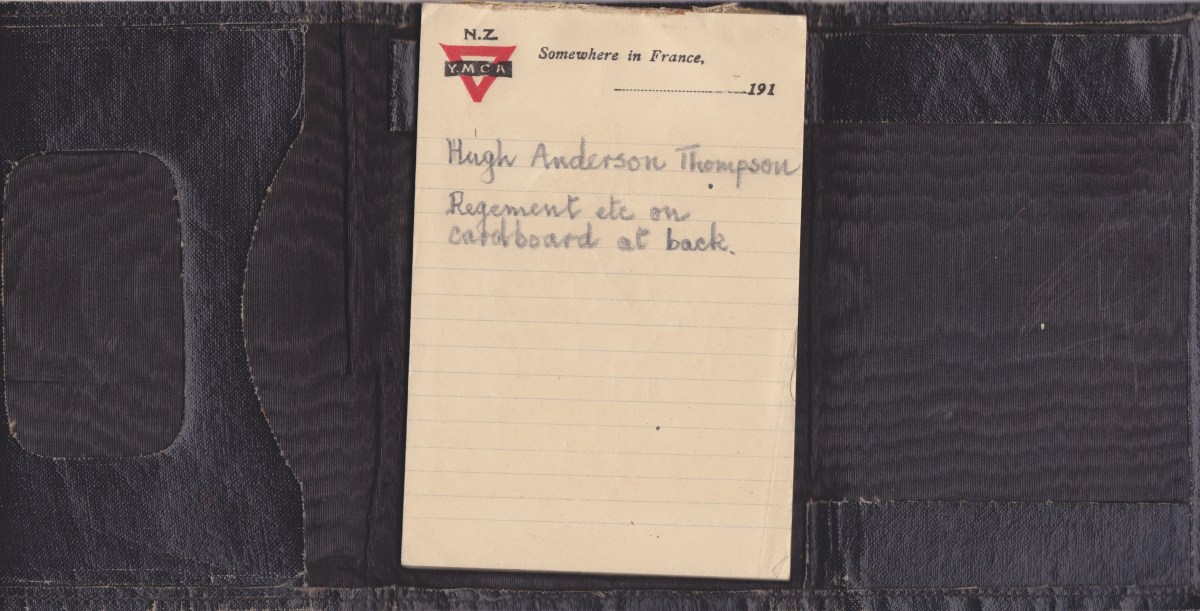 N.Z.
Y.M.C.A
Somewhere in France,
191
Hugh Anderson Thompson
Regement etc on
cardboard at back.